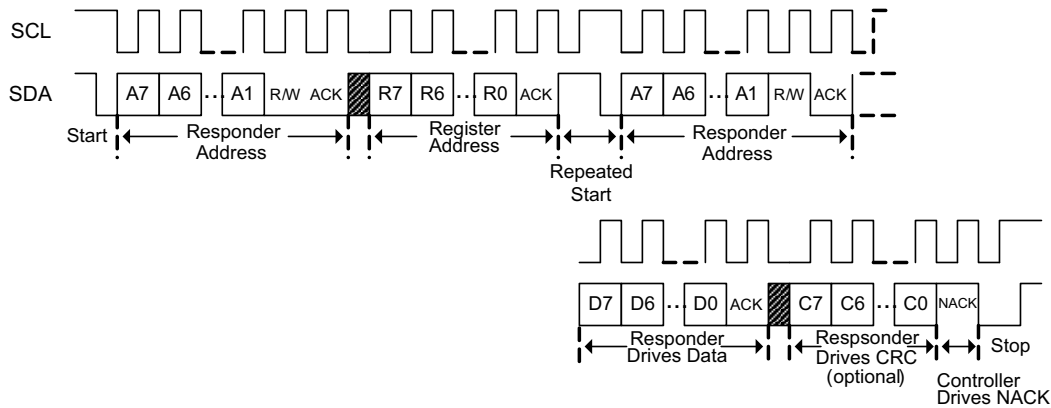 SCL
SDA
A7 A6 ... A1 R/W ACK R7 R6 ... R0 ACK A7 A6 ... A1 R/W ACK
Start
Responder
Address
Register
Address
Repeated
Start
Responder
Address
D7 D6 ... D0 ACK C7 C6 ... C0 NACK
Responder
Drives Data
Respsonder
Drives CRC
(optional)
Stop
Controller
Drives NACK